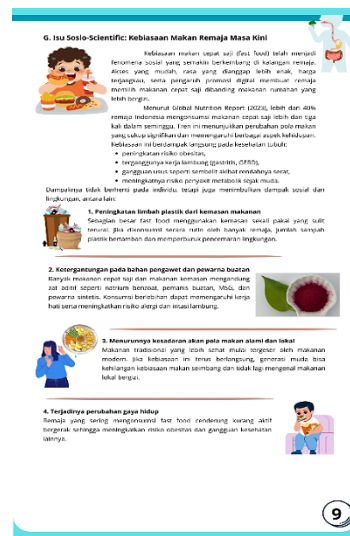 G. Isu Sosio-Scientific: Kebiasaan Makan Remaja Masa Kini
Kebiasaan makan cepat saji (fast food) telah menjadi
fenomena sosial yang semakin berkembang di kalangan remaja.
Akses yang mudah, rasa yang dianggap lebih enak, harga
terjangkau, serta pengaruh promosi digital membuat remaja
memilih makanan cepat saji dibanding makanan rumahan yang
lebih bergizi.
Menurut Global Nutrition Report (2023), lebih dari 40%
remaja Indonesia mengonsumsi makanan cepat saji lebih dari tiga
kali dalam seminggu. Tren ini menunjukkan perubahan pola makan
yang cukup signifikan dan memengaruhi berbagai aspek kehidupan.
Kebiasaan ini berdampak langsung pada kesehatan tubuh:
• peningkatan risiko obesitas,
• terganggunya kerja lambung (gastritis, GERD),
• gangguan usus seperti sembelit akibat rendahnya serat,
• meningkatnya risiko penyakit metabolik sejak muda.
Dampaknya tidak berhenti pada individu, tetapi juga menimbulkan dampak sosial dan
lingkungan, antara lain:
1. Peningkatan limbah plastik dari kemasan makanan
Sebagian besar fast food menggunakan kemasan sekali pakai yang sulit
terurai. Jika dikonsumsi secara rutin oleh banyak remaja, jumlah sampah
plastik bertambah dan memperburuk pencemaran lingkungan.
2. Ketergantungan pada bahan pengawet dan pewarna buatan
Banyak makanan cepat saji dan makanan kemasan mengandung
zat aditif seperti natrium benzoat, pemanis buatan, MSG, dan
pewarna sintetis. Konsumsi berlebihan dapat memengaruhi kerja
hati serta meningkatkan risiko alergi dan iritasi lambung.
3. Menurunnya kesadaran akan pola makan alami dan lokal
Makanan tradisional yang lebih sehat mulai tergeser oleh makanan
modern. Jika kebiasaan ini terus berlangsung, generasi muda bisa
kehilangan kebiasaan makan seimbang dan tidak lagi mengenal makanan
lokal bergizi.
4. Terjadinya perubahan gaya hidup
Remaja yang sering mengonsumsi fast food cenderung kurang aktif
bergerak sehingga meningkatkan risiko obesitas dan gangguan kesehatan
lainnya.
9